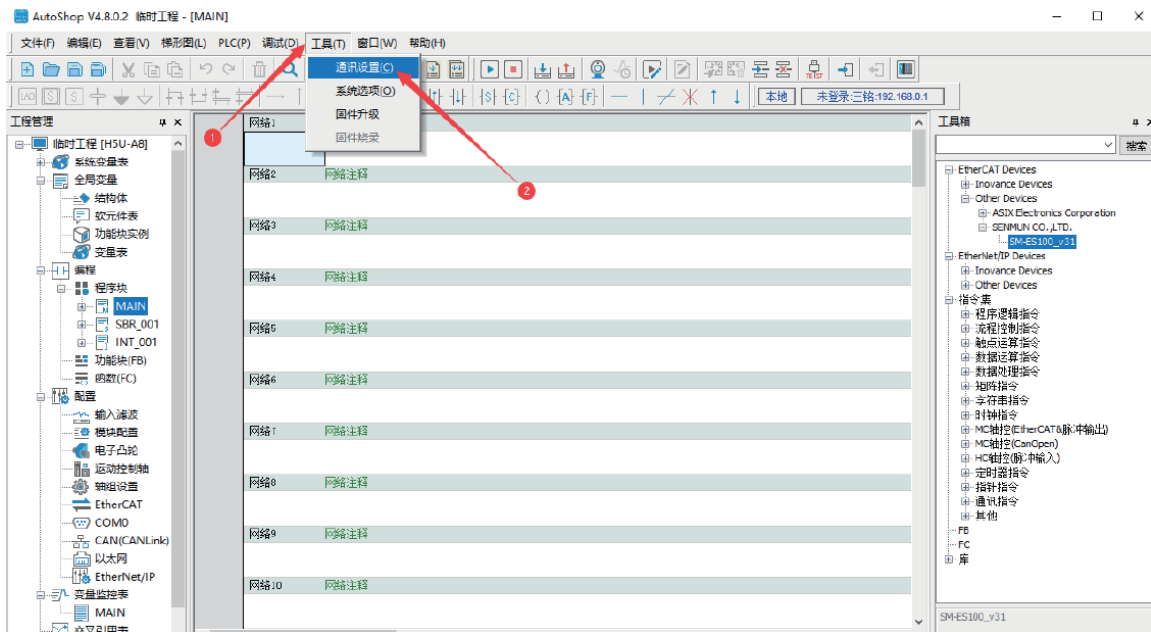 AutoShop V4.8.0.2 临时工程 - [MAIN]
文件(F) 编辑(E) 查看(V) 梯形图(L) PLC(P) 调试(D) 工具(T) 窗口(W) 帮助(H)
通讯设置(C)
系统选项(O)
固件升级
固件烧录
1
2
本地
未登录:三铭:192.168.0.1
工程管理
临时工程 [H5U-A8]
系统变量表
全局变量
结构体
软元件表
功能块实例
变量表
编程
程序块
MAIN
SBR_001
INT_001
功能块(FB)
函数(FC)
配置
输入滤波
模块配置
电子凸轮
运动控制轴
轴组设置
EtherCAT
COM0
CAN(CANLink)
以太网
EtherNet/IP
变量监控表
MAIN
交叉引用表
网络1
网络2 网络注释
网络3 网络注释
网络4 网络注释
网络5 网络注释
网络6 网络注释
网络7 网络注释
网络8 网络注释
网络9 网络注释
网络10 网络注释
工具箱
搜索
EtherCAT Devices
Inovance Devices
Other Devices
ASIX Electronics Corporation
SENMUN CO.,LTD.
SM-ES100_v31
EtherNet/IP Devices
Inovance Devices
Other Devices
指令集
程序逻辑指令
流程控制指令
触点运算指令
数据运算指令
数据处理指令
矩阵指令
字符串指令
时钟指令
MC轴控(EtherCAT&脉冲输出)
MC轴控(CanOpen)
HC轴控(脉冲输入)
定时器指令
指针指令
通讯指令
其他
FB
FC
库
SM-ES100_v31